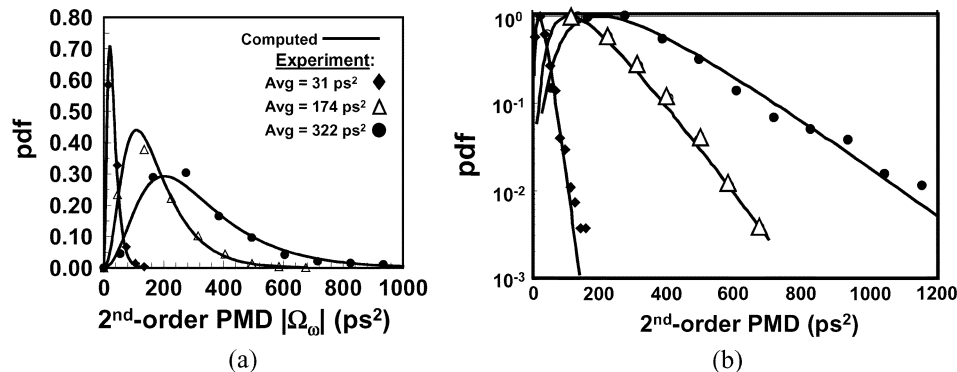 (a)
pdf
0.80
0.70
0.60
0.50
0.40
0.30
0.20
0.10
0.00
Computed
Experiment:
Avg = 31 ps²
Avg = 174 ps²
Avg = 322 ps²
0 200 400 600 800 1000
2nd-order PMD |Ωω| (ps²)
(a)
(b)
pdf
10⁰
10⁻¹
10⁻²
10⁻³
0 200 400 600 800 1000 1200
2nd-order PMD (ps²)
(b)